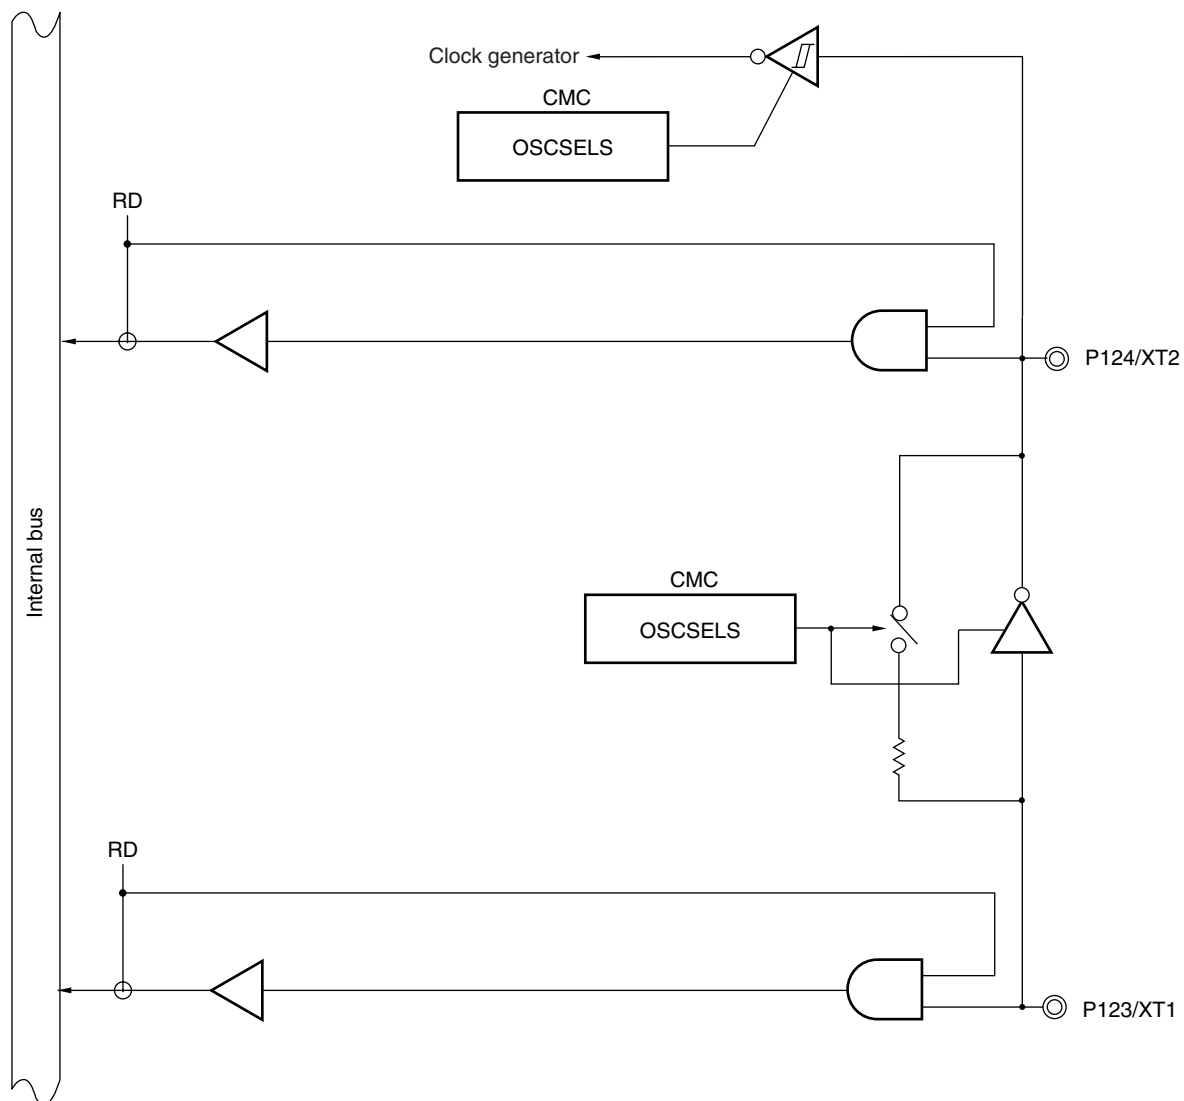 Clock generator
CMC
OSCSELS
RD
P124/XT2
Internal bus
CMC
OSCSELS
RD
P123/XT1